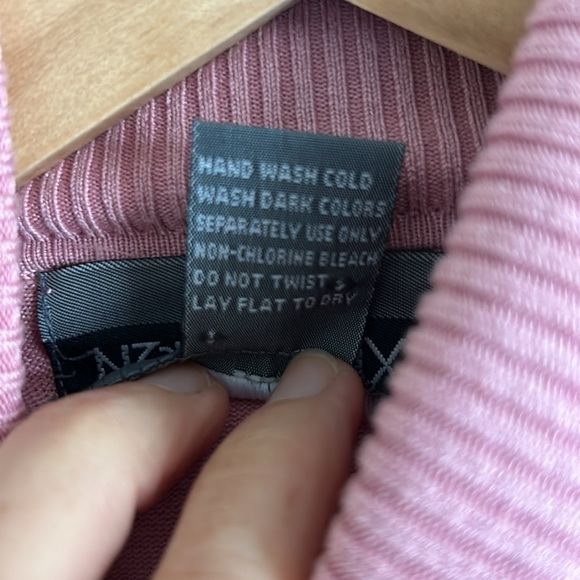 HAND WASH COLD
WASH DARK COLORS
SEPARATELY USE ONLY
NON-CHLORINE BLEACH
DO NOT TWIST
LAY FLAT TO DRY